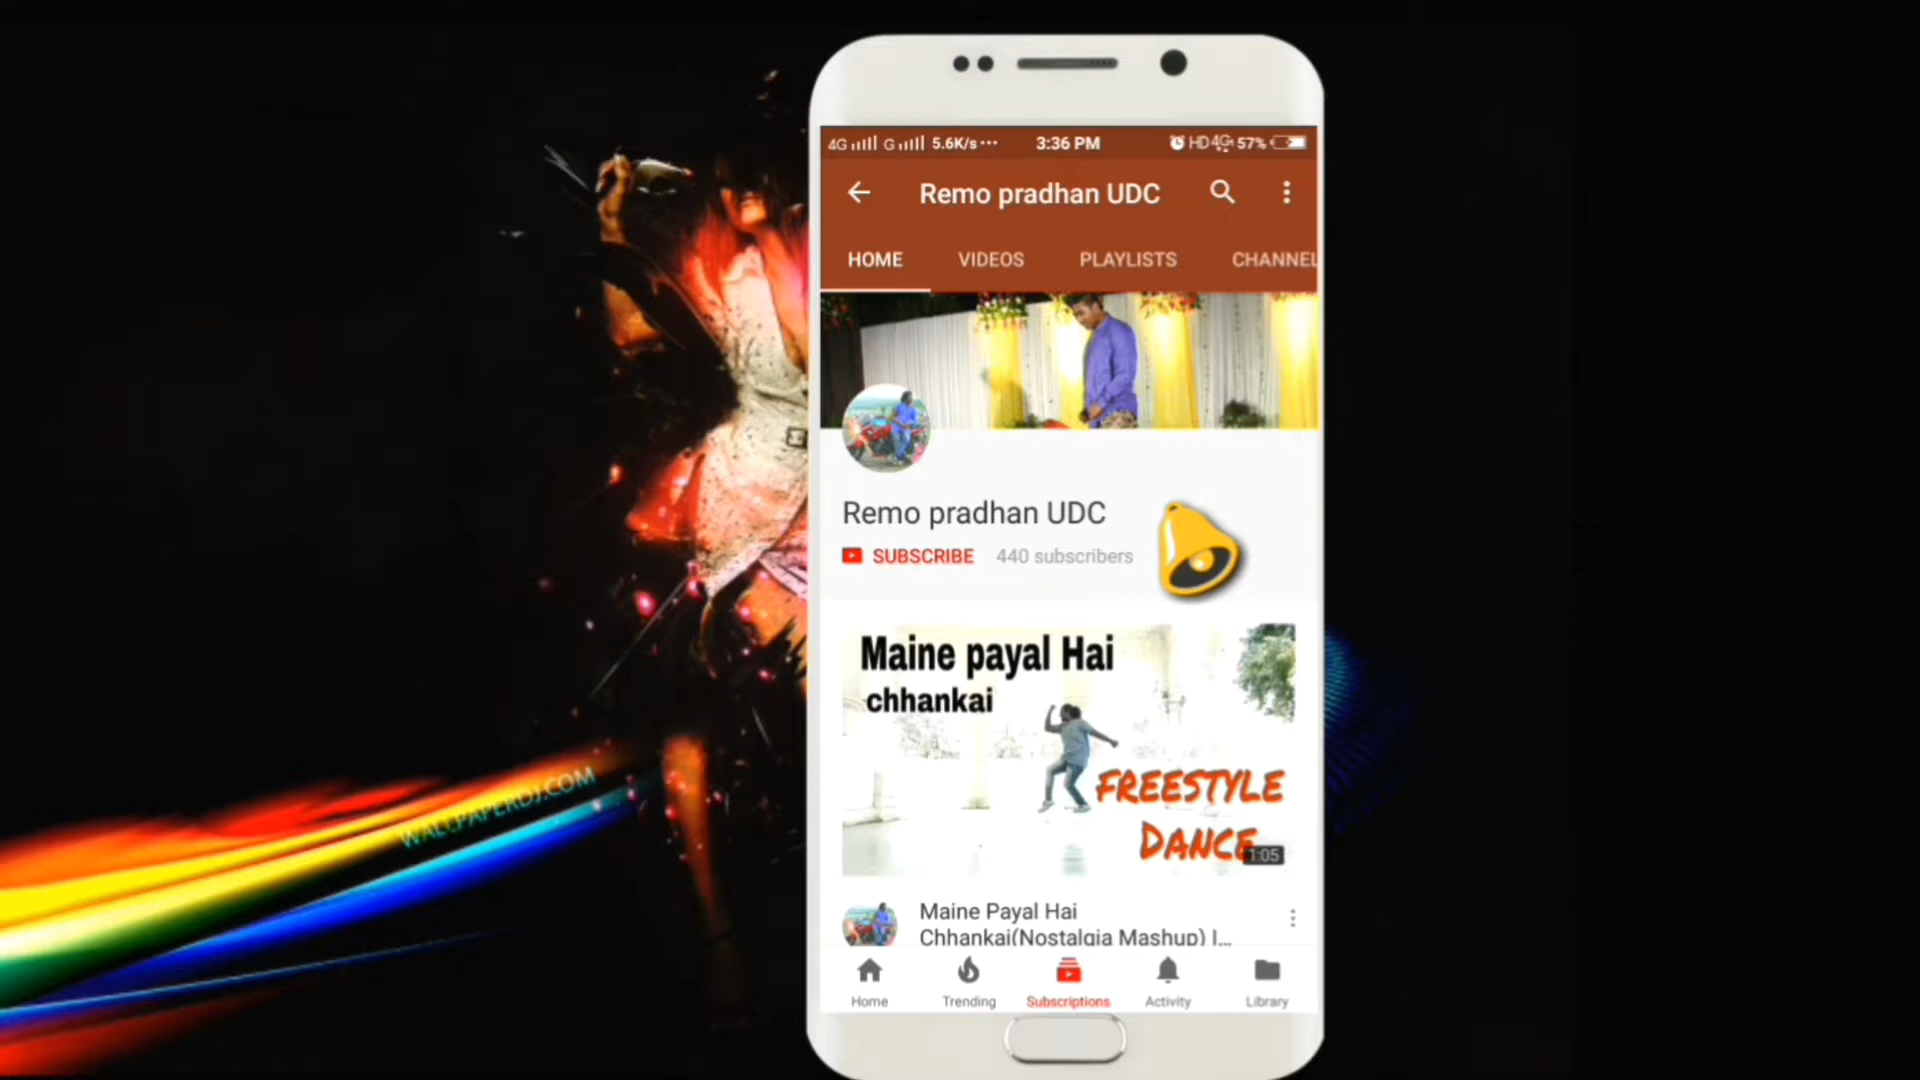 4G G 5.6K/s ··· 3:36 PM HD 4G 57%
Remo pradhan UDC
HOME VIDEOS PLAYLISTS CHANNEL
Remo pradhan UDC
SUBSCRIBE 440 subscribers
Maine payal Hai
chhankai
FREESTYLE
DANCE
1:05
Maine Payal Hai
Chhankai(Nostalgia Mashup) I...
Home Trending Subscriptions Activity Library
WALLPAPERDJ.COM